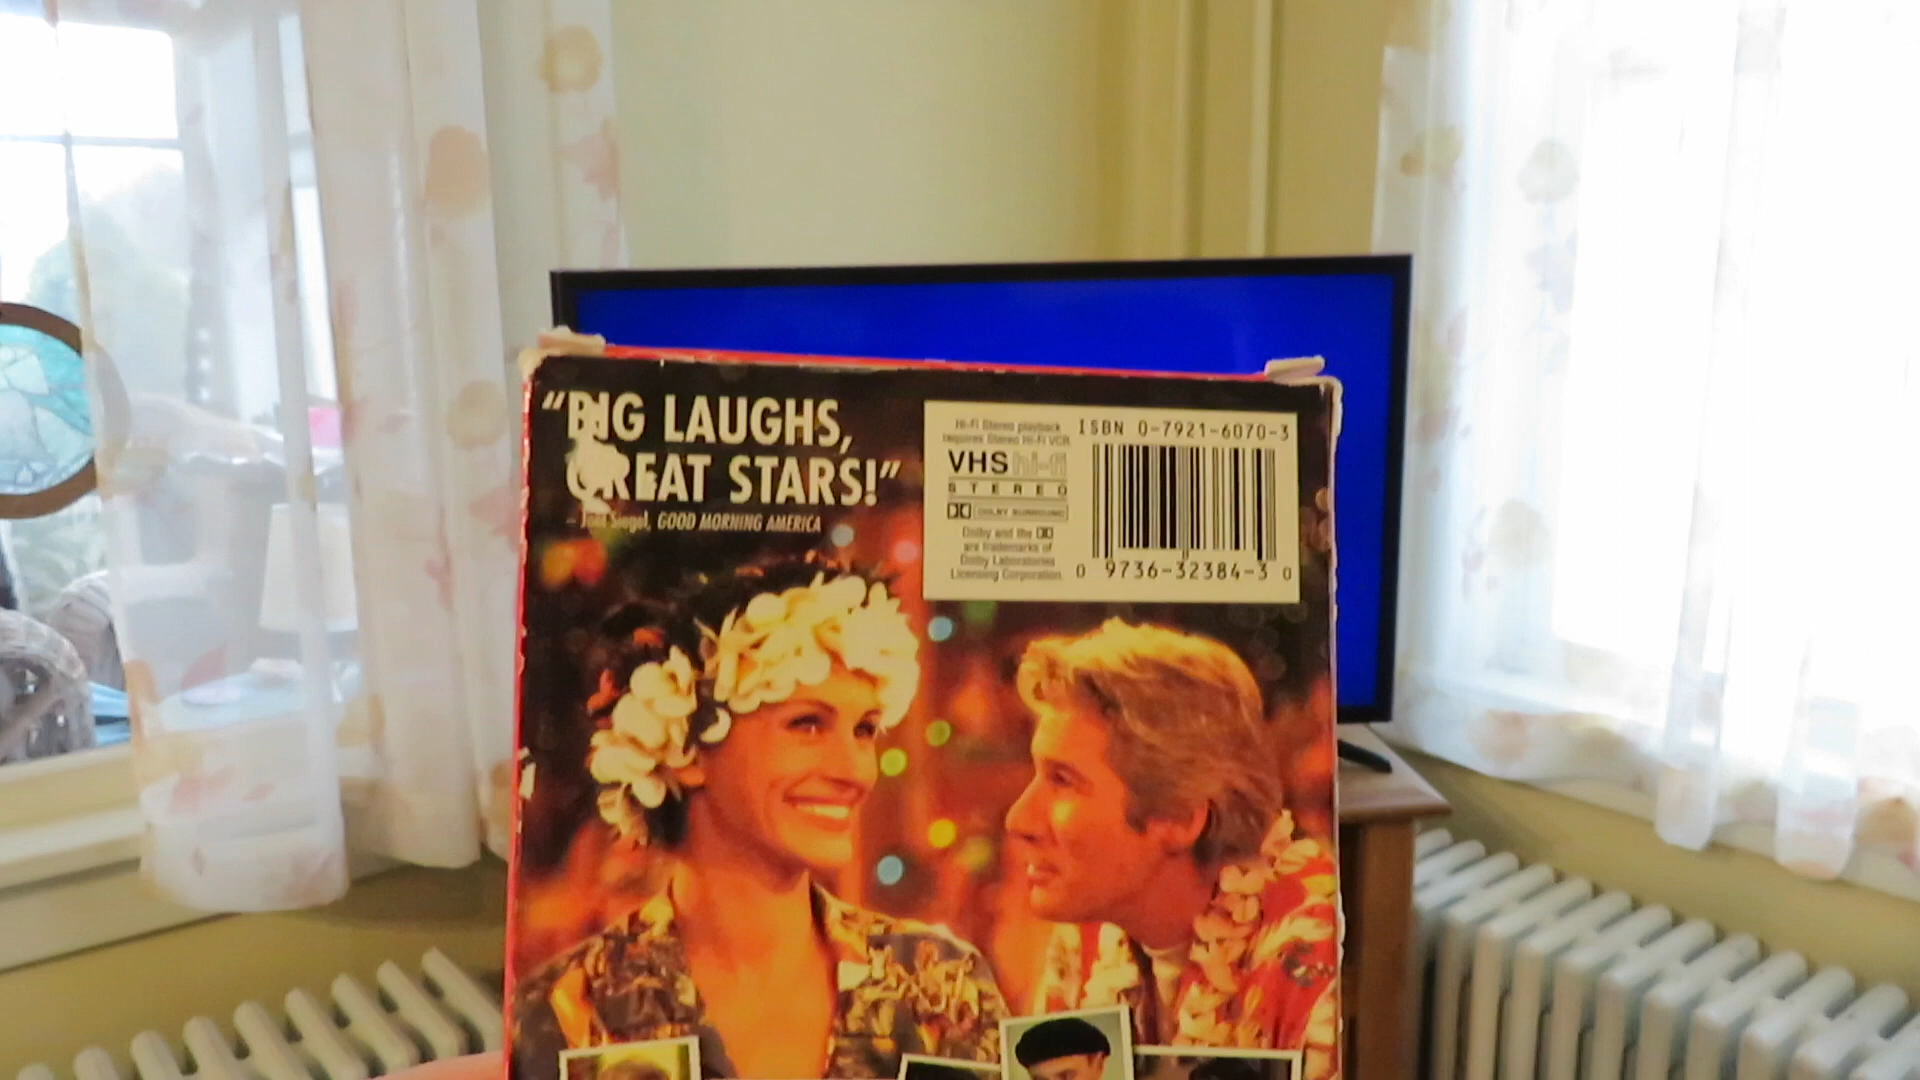 "BIG LAUGHS,
GREAT STARS!"
– Joel Siegel, GOOD MORNING AMERICA
Hi-Fi Stereo playback
requires Stereo Hi-Fi VCR
VHS hi-fi
STEREO
DOLBY SURROUND
Dolby and the
are trademarks of
Dolby Laboratories
Licensing Corporation.
ISBN 0-7921-6070-3
0 9736-32384-3 0